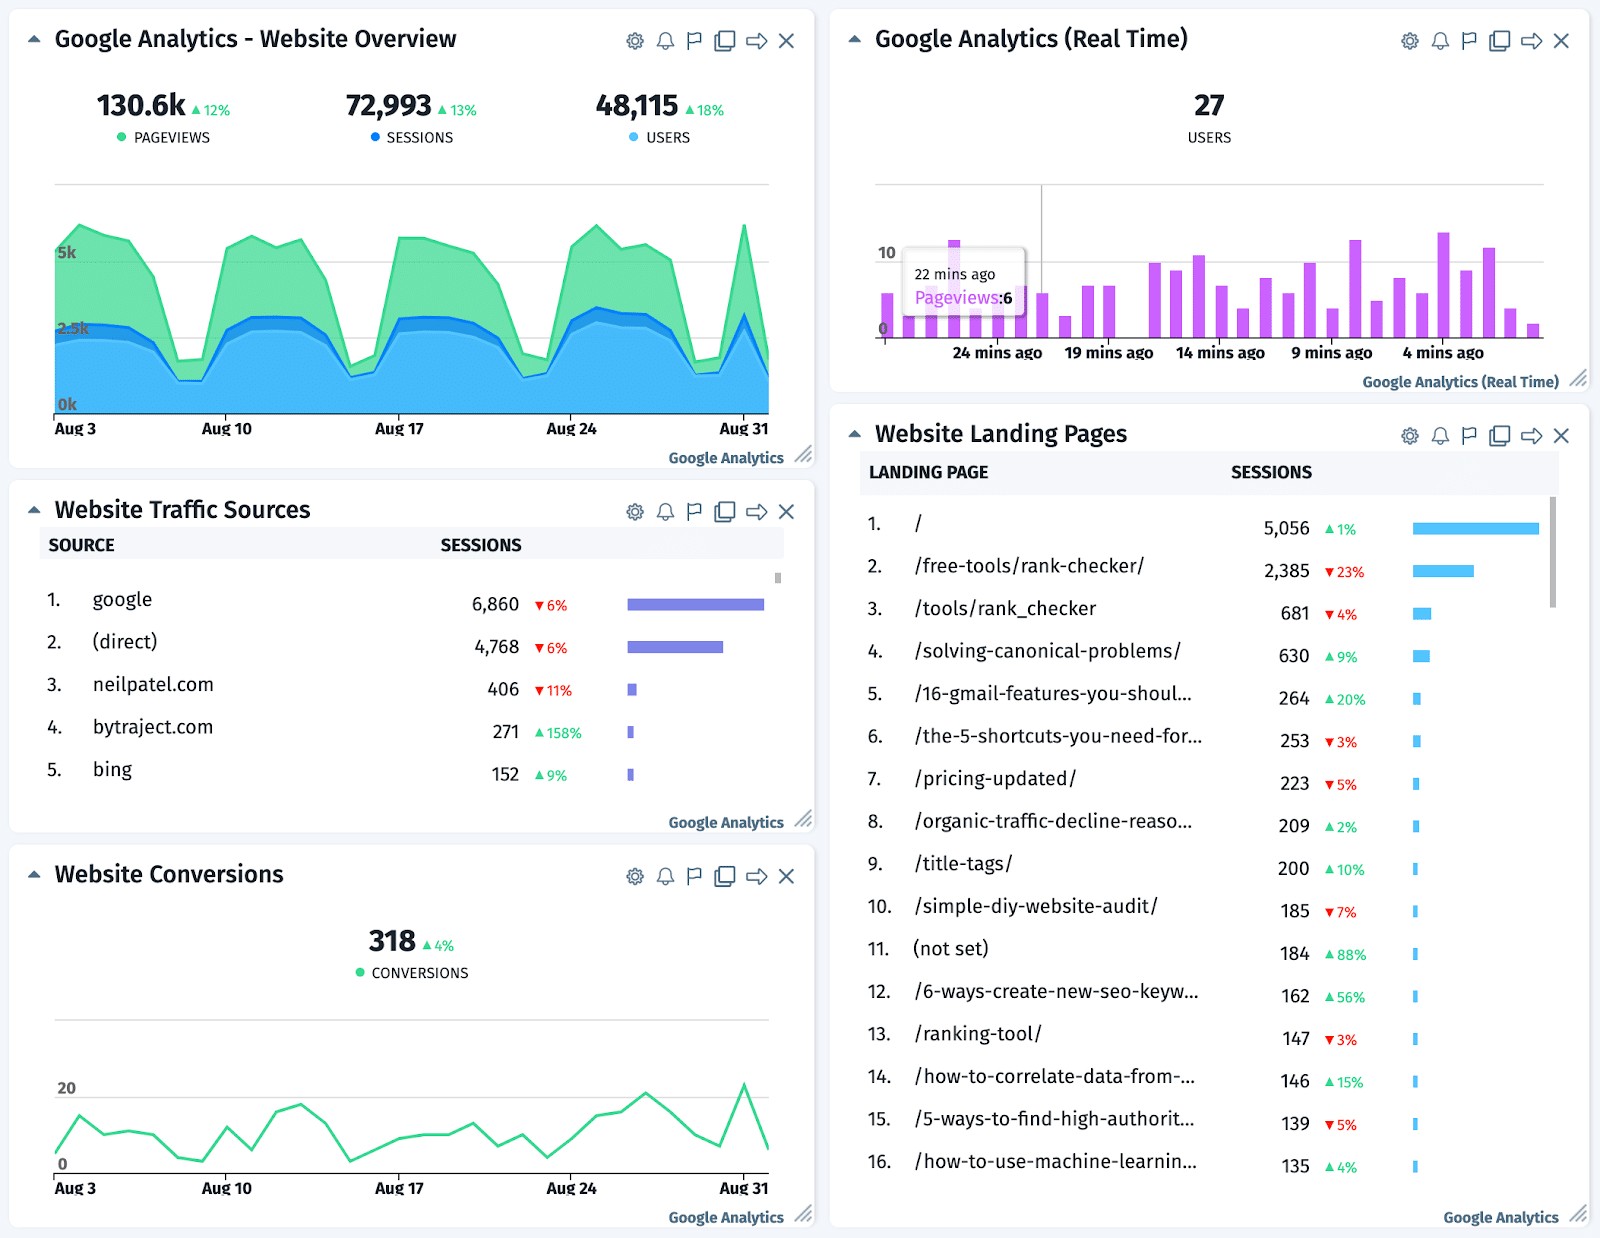 Google Analytics - Website Overview
130.6k ▲12%
PAGEVIEWS
72,993 ▲13%
SESSIONS
48,115 ▲18%
USERS
5k
2.5k
0k
Aug 3 Aug 10 Aug 17 Aug 24 Aug 31
Google Analytics
Website Traffic Sources
SOURCE SESSIONS
1. google 6,860 ▼6%
2. (direct) 4,768 ▼6%
3. neilpatel.com 406 ▼11%
4. bytraject.com 271 ▲158%
5. bing 152 ▲9%
Google Analytics
Website Conversions
318 ▲4%
CONVERSIONS
20
0
Aug 3 Aug 10 Aug 17 Aug 24 Aug 31
Google Analytics
Google Analytics (Real Time)
27
USERS
10
22 mins ago
Pageviews:6
0
24 mins ago 19 mins ago 14 mins ago 9 mins ago 4 mins ago
Google Analytics (Real Time)
Website Landing Pages
LANDING PAGE SESSIONS
1. / 5,056 ▲1%
2. /free-tools/rank-checker/ 2,385 ▼23%
3. /tools/rank_checker 681 ▼4%
4. /solving-canonical-problems/ 630 ▲9%
5. /16-gmail-features-you-shoul... 264 ▲20%
6. /the-5-shortcuts-you-need-for... 253 ▼3%
7. /pricing-updated/ 223 ▼5%
8. /organic-traffic-decline-reaso... 209 ▲2%
9. /title-tags/ 200 ▲10%
10. /simple-diy-website-audit/ 185 ▼7%
11. (not set) 184 ▲88%
12. /6-ways-create-new-seo-keyw... 162 ▲56%
13. /ranking-tool/ 147 ▼3%
14. /how-to-correlate-data-from-... 146 ▲15%
15. /5-ways-to-find-high-authorit... 139 ▼5%
16. /how-to-use-machine-learnin... 135 ▲4%
Google Analytics